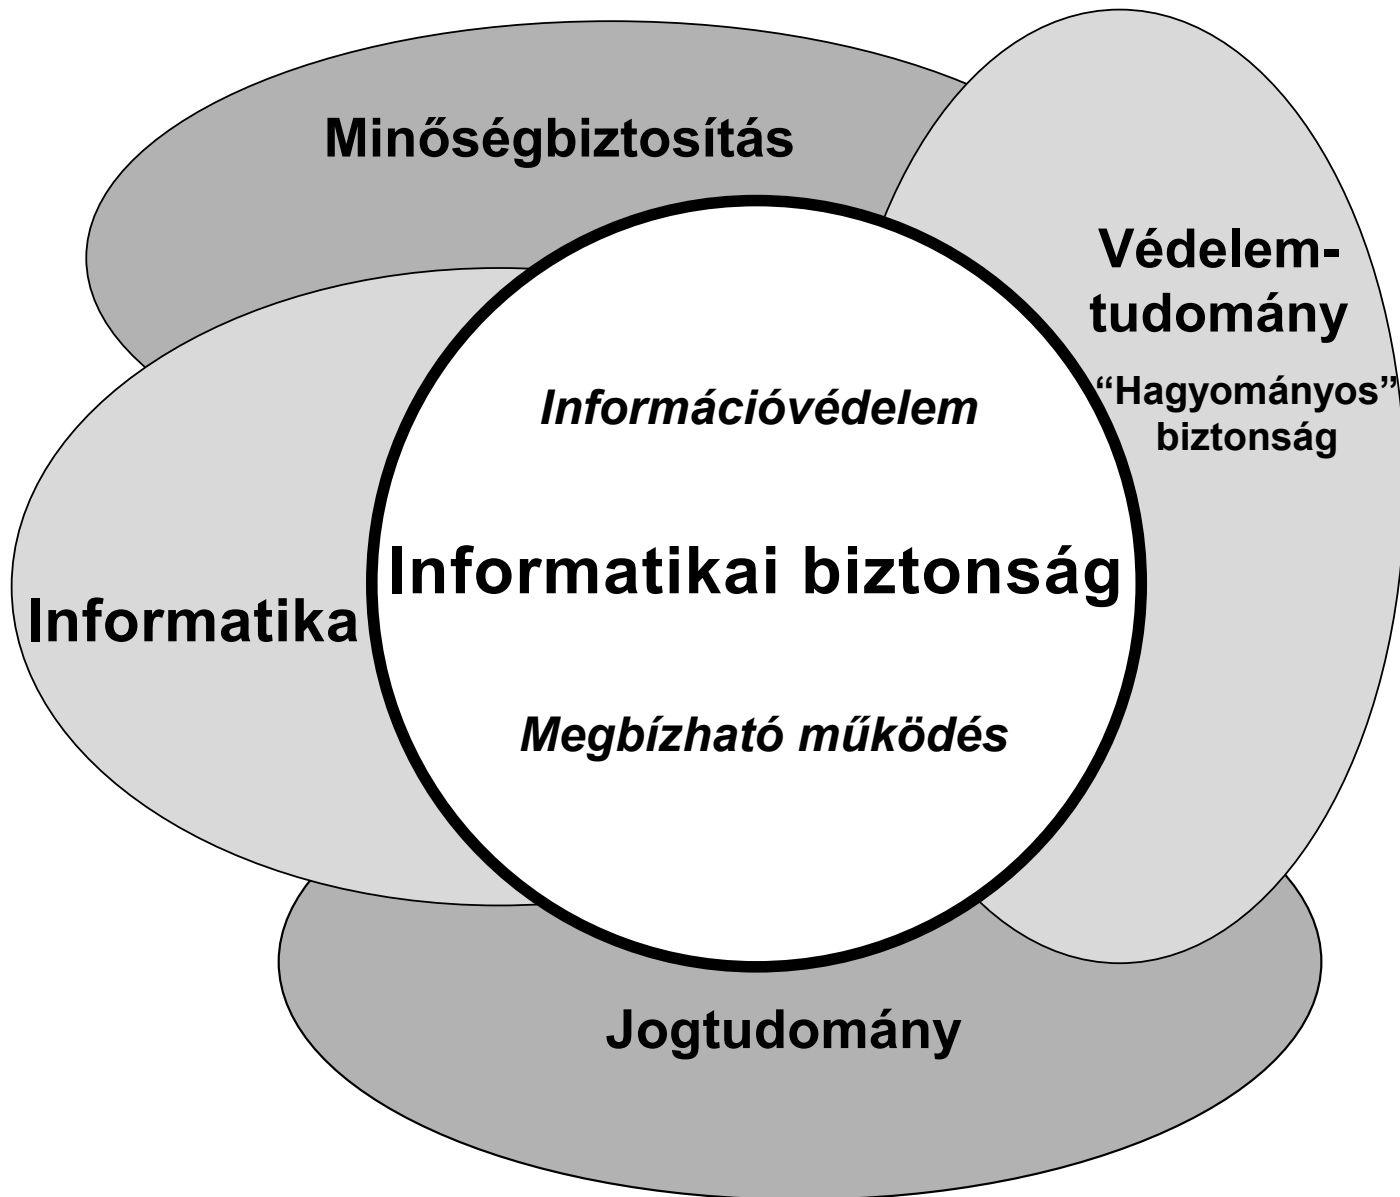 Minőségbiztosítás
Védelem-
tudomány
“Hagyományos”
biztonság
Információvédelem
Informatikai biztonság
Informatika
Megbízható működés
Jogtudomány